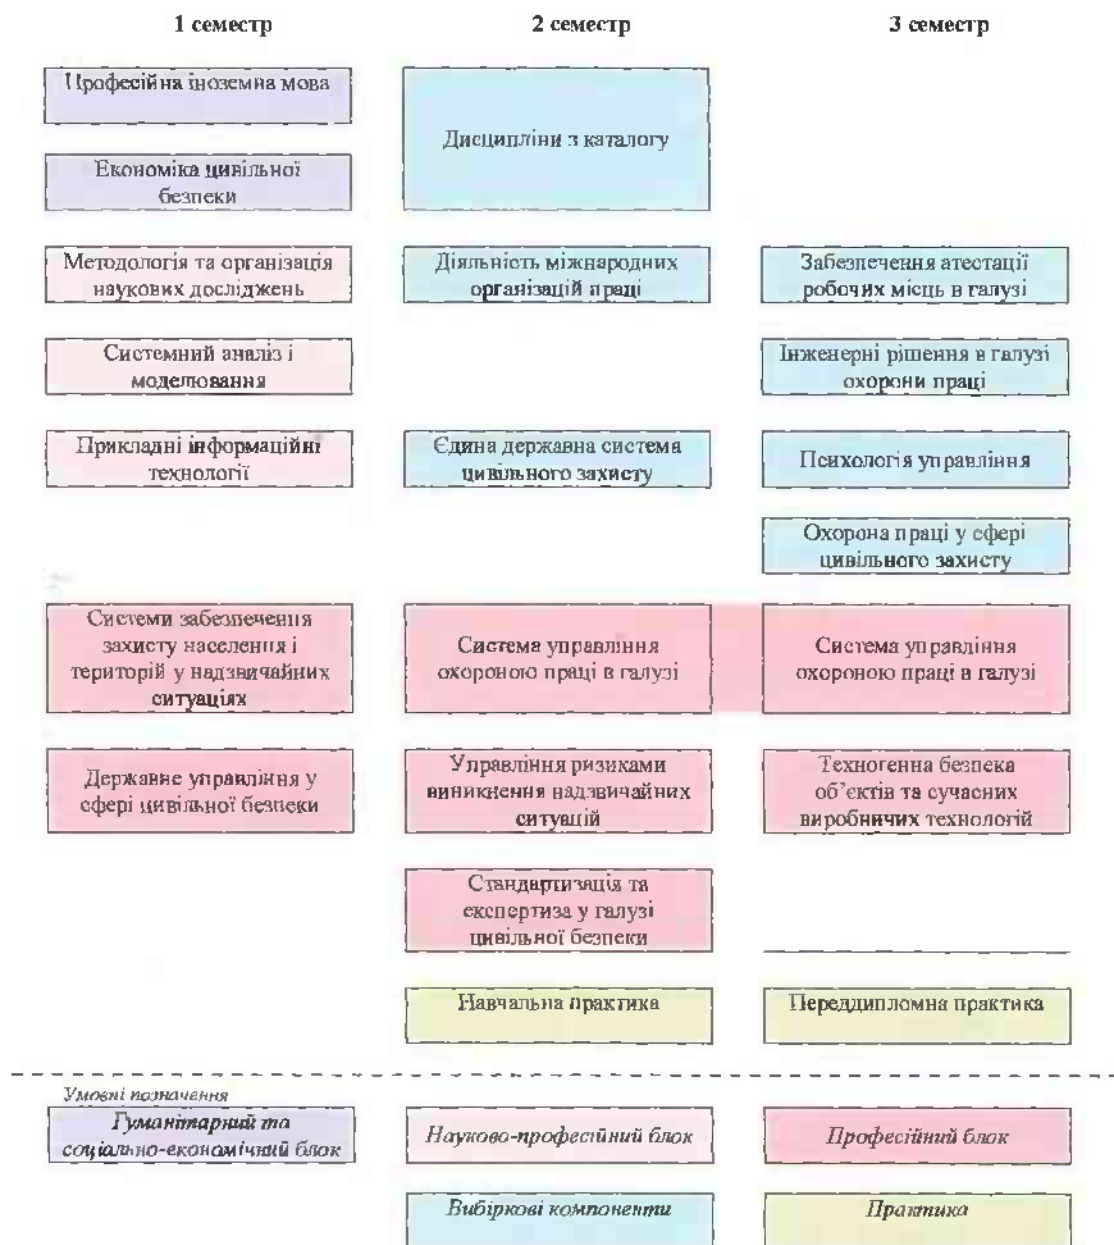 1 семестр
2 семестр
3 семестр
Професійна іноземна мова
Дисципліни з каталогу
Економіка цивільної
безпеки
Методологія та організація
наукових досліджень
Діяльність міжнародних
організацій праці
Забезпечення атестації
робочих місць в галузі
Системний аналіз і
моделювання
Інженерні рішення в галузі
охорони праці
Прикладні інформаційні
технології
Єдина державна система
цивільного захисту
Психологія управління
Охорона праці у сфері
цивільного захисту
Системи забезпечення
захисту населення і
територій у надзвичайних
ситуаціях
Система управління
охороною праці в галузі
Система управління
охороною праці в галузі
Державне управління у
сфері цивільної безпеки
Управління ризиками
виникнення надзвичайних
ситуацій
Техногенна безпека
об’єктів та сучасних
виробничих технологій
Стандартизація та
експертиза у галузі
цивільної безпеки
Навчальна практика
Переддипломна практика
Умовні позначення
Гуманітарний та
соціально-економічний блок
Науково-професійний блок
Професійний блок
Вибіркові компоненти
Практика